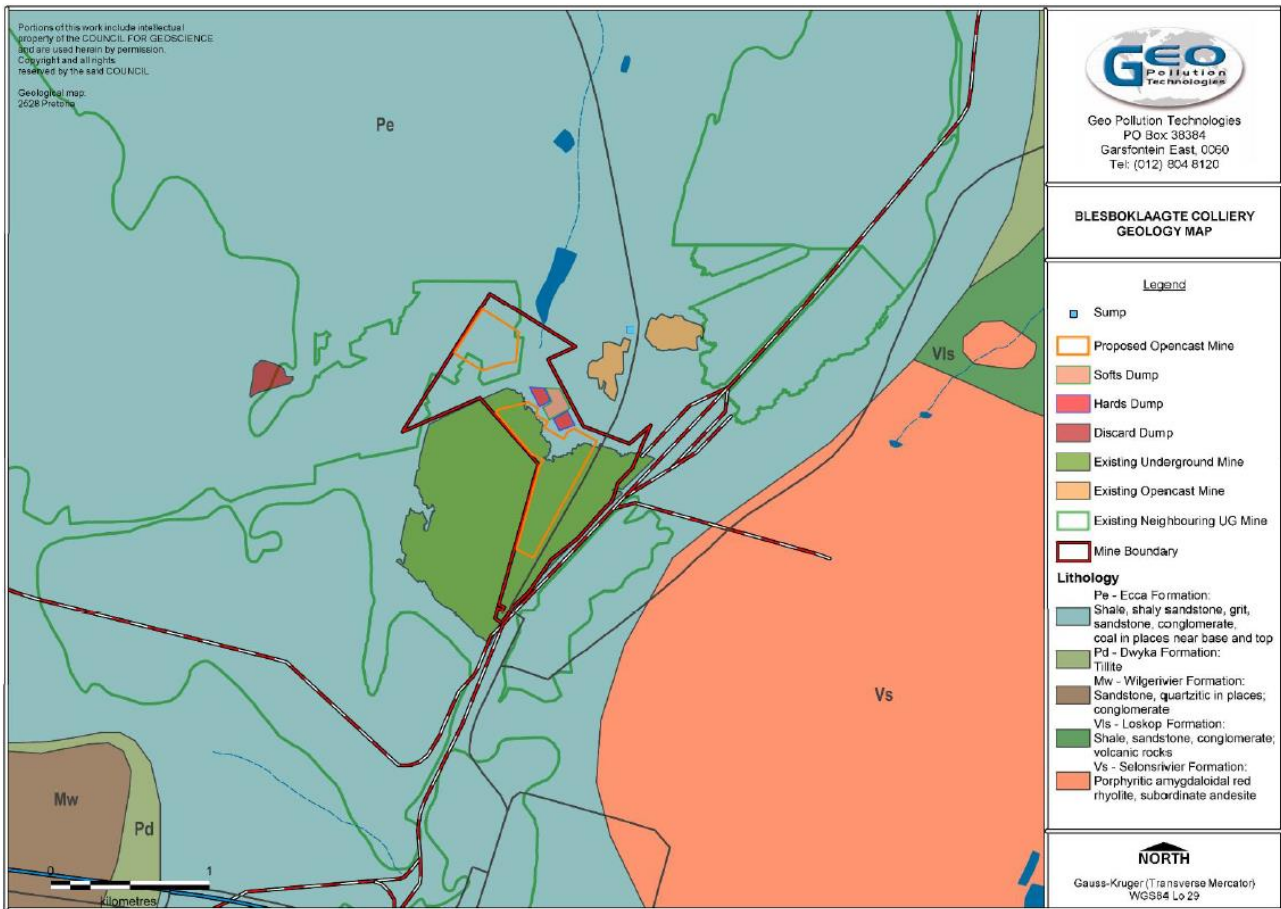 Portions of this work include intellectual
property of the COUNCIL FOR GEOSCIENCE
and are used herein by permission.
Copyright and all rights
reserved by the said COUNCIL
Geological map:
2628 Pretoria
Pe
Vls
Vs
Mw
Pd
0
1
kilometres
GEO
Pollution
Technologies
Geo Pollution Technologies
PO Box 38384
Garsfontein East, 0060
Tel: (012) 804 8120
BLESBOKLAAGTE COLLIERY
GEOLOGY MAP
Legend
Sump
Proposed Opencast Mine
Softs Dump
Hards Dump
Discard Dump
Existing Underground Mine
Existing Opencast Mine
Existing Neighbouring UG Mine
Mine Boundary
Lithology
Pe - Ecca Formation:
Shale, shaly sandstone, grit,
sandstone, conglomerate,
coal in places near base and top
Pd - Dwyka Formation:
Tillite
Mw - Wilgerivier Formation:
Sandstone, quartzitic in places;
conglomerate
Vls - Loskop Formation:
Shale, sandstone, conglomerate;
volcanic rocks
Vs - Selonsrivier Formation:
Porphyritic amygdaloidal red
rhyolite, subordinate andesite
NORTH
Gauss-Kruger (Transverse Mercator)
WGS84 Lo 29